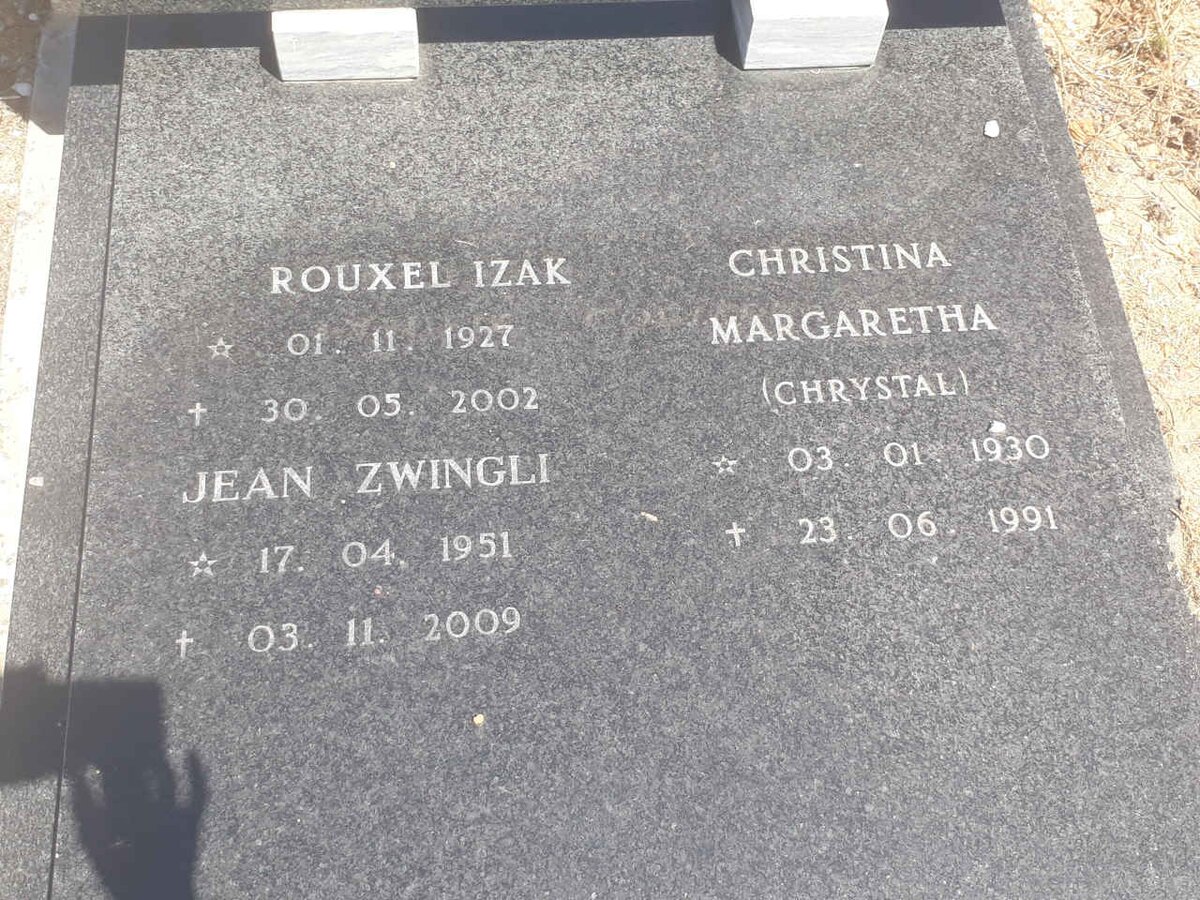 ROUXEL IZAK
☆ 01. 11. 1927
† 30. 05. 2002
JEAN ZWINGLI
☆ 17. 04. 1951
† 03. 11. 2009
CHRISTINA
MARGARETHA
(CHRYSTAL)
☆ 03. 01. 1930
† 23. 06. 1991